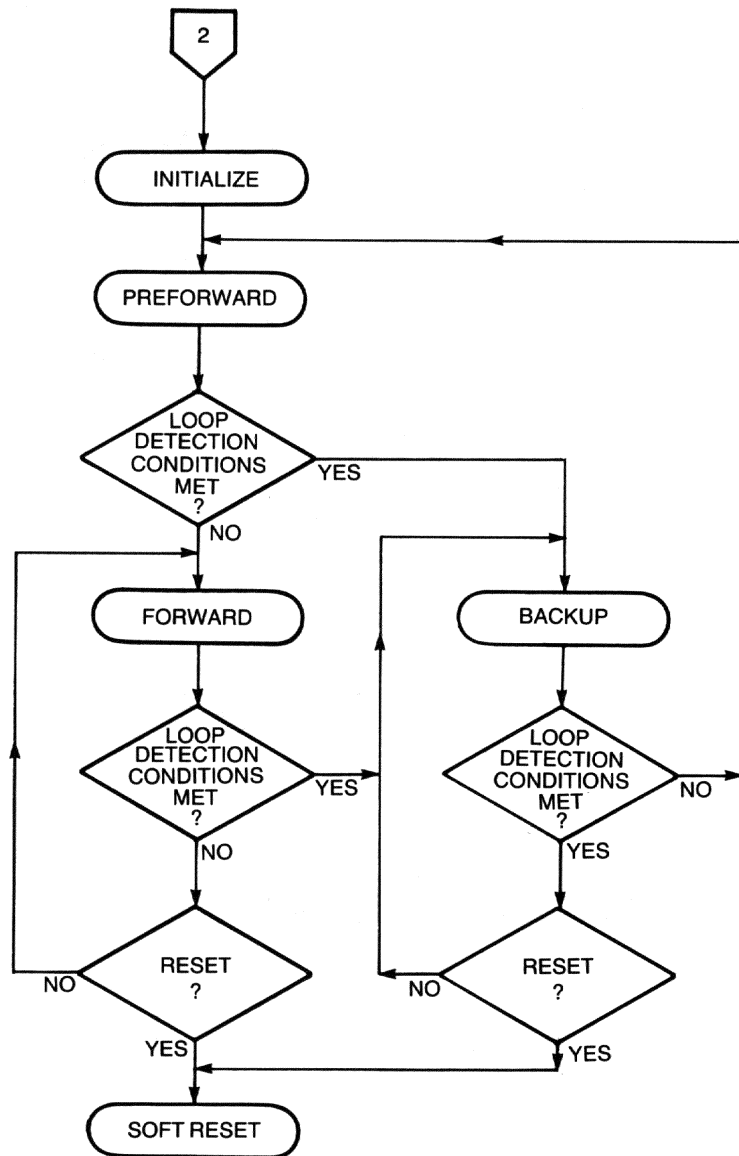 2
INITIALIZE
PREFORWARD
LOOP
DETECTION
CONDITIONS
MET
?
YES
NO
FORWARD
BACKUP
LOOP
DETECTION
CONDITIONS
MET
?
YES
NO
LOOP
DETECTION
CONDITIONS
MET
?
NO
YES
RESET
?
NO
YES
RESET
?
NO
YES
SOFT RESET